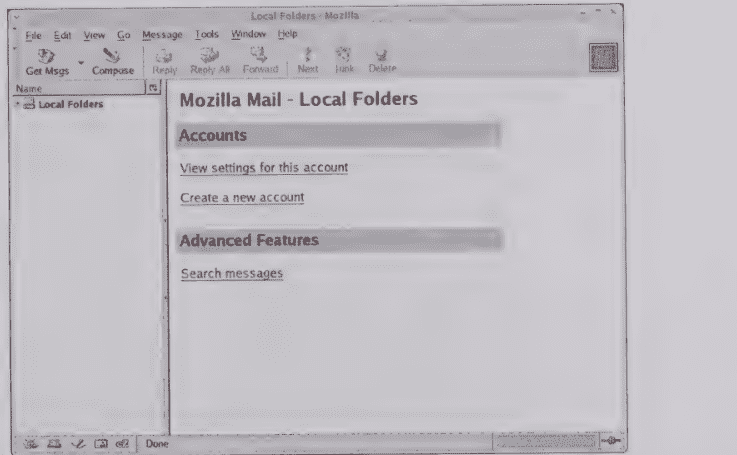 Local Folders - Mozilla
File Edit View Go Message Tools Window Help
Get Msgs Compose Reply Reply All Forward Next Junk Delete
Name
Local Folders
Mozilla Mail - Local Folders
Accounts
View settings for this account
Create a new account
Advanced Features
Search messages
Done